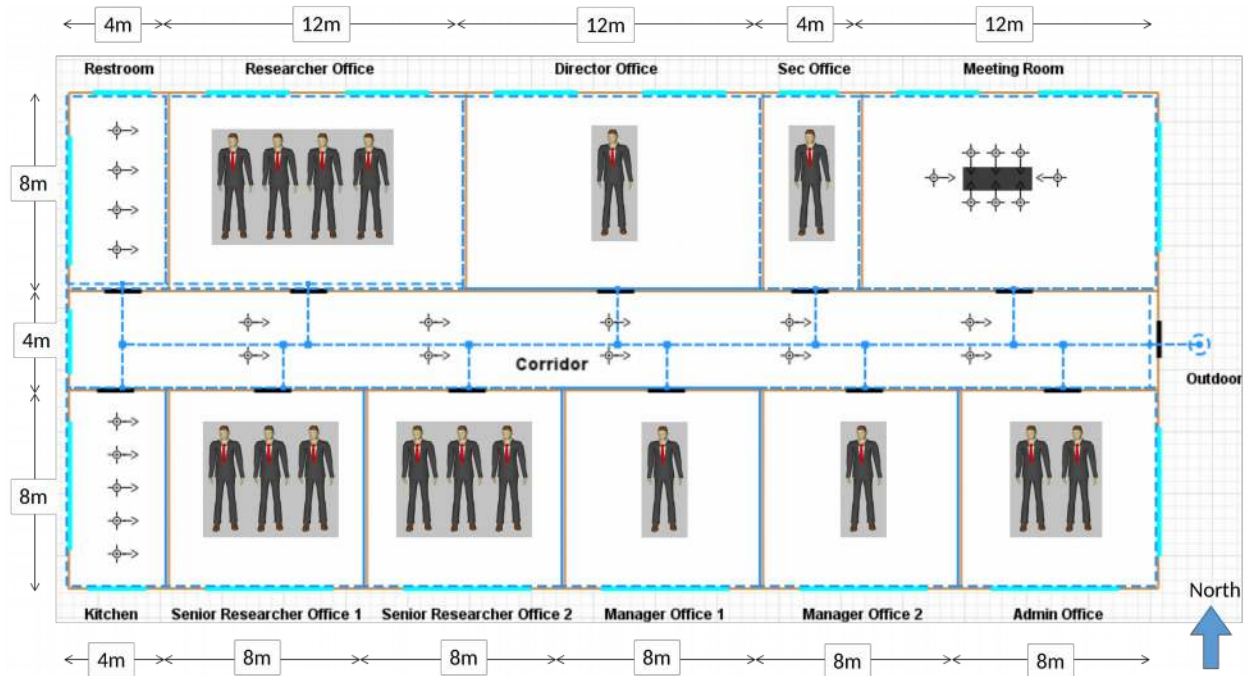 4m 12m 12m 4m 12m
Restroom Researcher Office Director Office Sec Office Meeting Room
8m
4m
Corridor
Outdoor
8m
Kitchen Senior Researcher Office 1 Senior Researcher Office 2 Manager Office 1 Manager Office 2 Admin Office
North
4m 8m 8m 8m 8m 8m